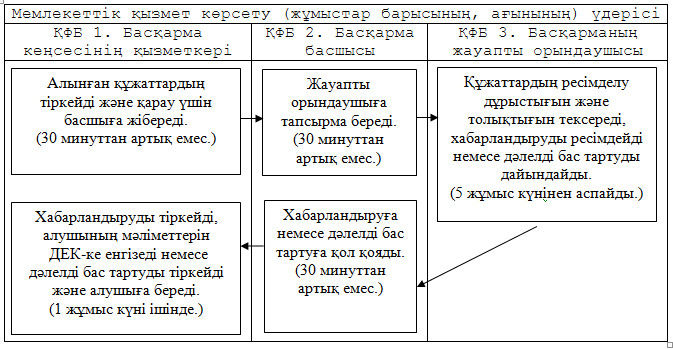 Мемлекеттік қызмет көрсету (жұмыстар барысының, ағынының) үдерісі
ҚФБ 1. Басқарма
кеңсесінің қызметкері
ҚФБ 2. Басқарма
басшысы
ҚФБ 3. Басқарманың
жауапты орындаушысы
Алынған құжаттардың
тіркейді және қарау үшін
басшыға жібереді.
(30 минуттан артық емес.)
Жауапты
орындаушыға
тапсырма береді.
(30 минуттан
артық емес.)
Құжаттардың ресімделу
дұрыстығын және
толықтығын тексереді,
хабарландыруды ресімдейді
немесе дәлелді бас тартуды
дайындайды.
(5 жұмыс күнінен аспайды.)
Хабарландыруға
немесе дәлелді бас
тартуға қол қояды.
(30 минуттан
артық емес.)
Хабарландыруды тіркейді,
алушының мәліметтерін
ДЕК-ке енгізеді немесе
дәлелді бас тартуды тіркейді
және алушыға береді.
(1 жұмыс күні ішінде.)